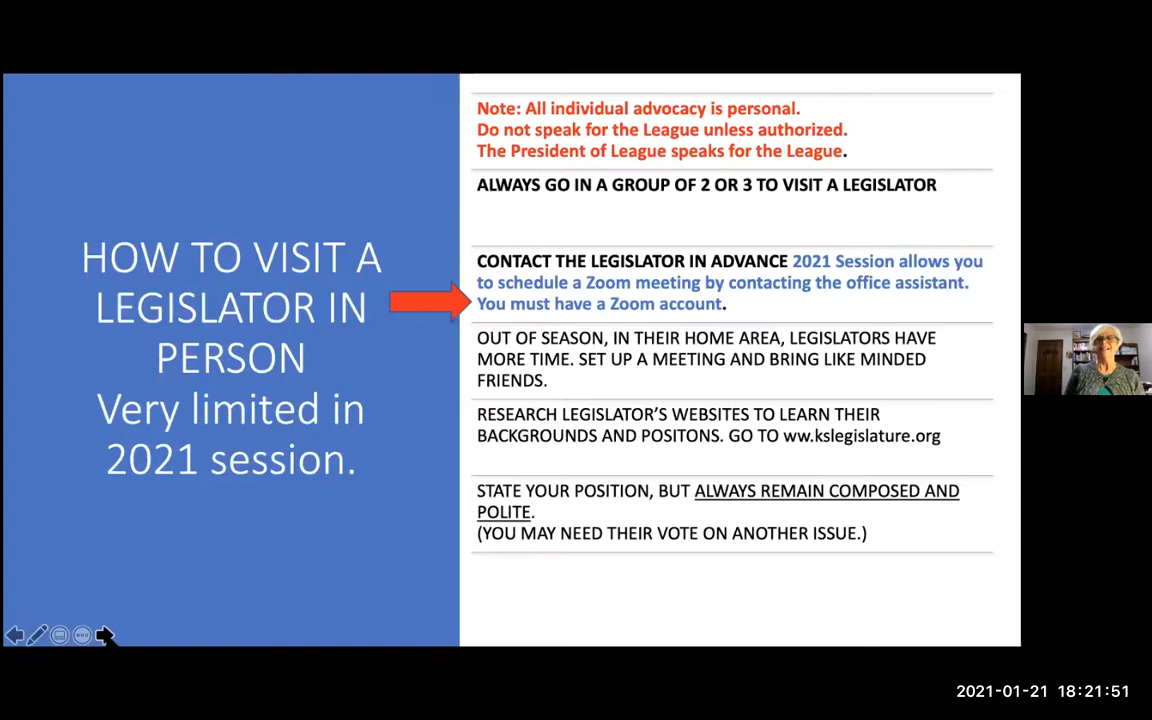 HOW TO VISIT A
LEGISLATOR IN
PERSON
Very limited in
2021 session.
Note: All individual advocacy is personal.
Do not speak for the League unless authorized.
The President of League speaks for the League.
ALWAYS GO IN A GROUP OF 2 OR 3 TO VISIT A LEGISLATOR
CONTACT THE LEGISLATOR IN ADVANCE 2021 Session allows you
to schedule a Zoom meeting by contacting the office assistant.
You must have a Zoom account.
OUT OF SEASON, IN THEIR HOME AREA, LEGISLATORS HAVE
MORE TIME. SET UP A MEETING AND BRING LIKE MINDED
FRIENDS.
RESEARCH LEGISLATOR’S WEBSITES TO LEARN THEIR
BACKGROUNDS AND POSITONS. GO TO ww.kslegislature.org
STATE YOUR POSITION, BUT ALWAYS REMAIN COMPOSED AND
POLITE.
(YOU MAY NEED THEIR VOTE ON ANOTHER ISSUE.)
2021-01-21 18:21:51